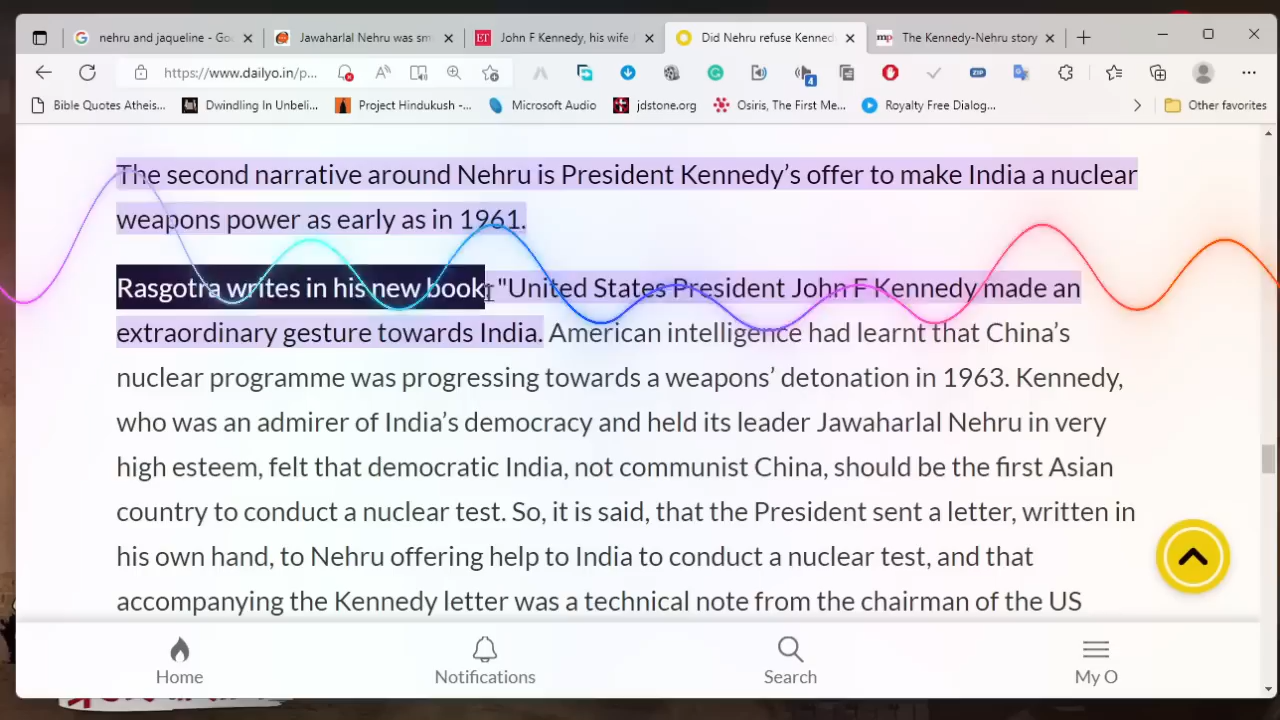 nehru and jaqueline - Go
Jawaharlal Nehru was sm
John F Kennedy, his wife
Did Nehru refuse Kenned
The Kennedy-Nehru story
https://www.dailyo.in/p...
4
ZIP
Bible Quotes Atheis...
Dwindling In Unbeli...
Project Hindukush -...
Microsoft Audio
jdstone.org
Osiris, The First Me...
Royalty Free Dialog...
Other favorites
The second narrative around Nehru is President Kennedy’s offer to make India a nuclear
weapons power as early as in 1961.
Rasgotra writes in his new book, "United States President John F Kennedy made an
extraordinary gesture towards India. American intelligence had learnt that China’s
nuclear programme was progressing towards a weapons’ detonation in 1963. Kennedy,
who was an admirer of India’s democracy and held its leader Jawaharlal Nehru in very
high esteem, felt that democratic India, not communist China, should be the first Asian
country to conduct a nuclear test. So, it is said, that the President sent a letter, written in
his own hand, to Nehru offering help to India to conduct a nuclear test, and that
accompanying the Kennedy letter was a technical note from the chairman of the US
Home
Notifications
Search
My O